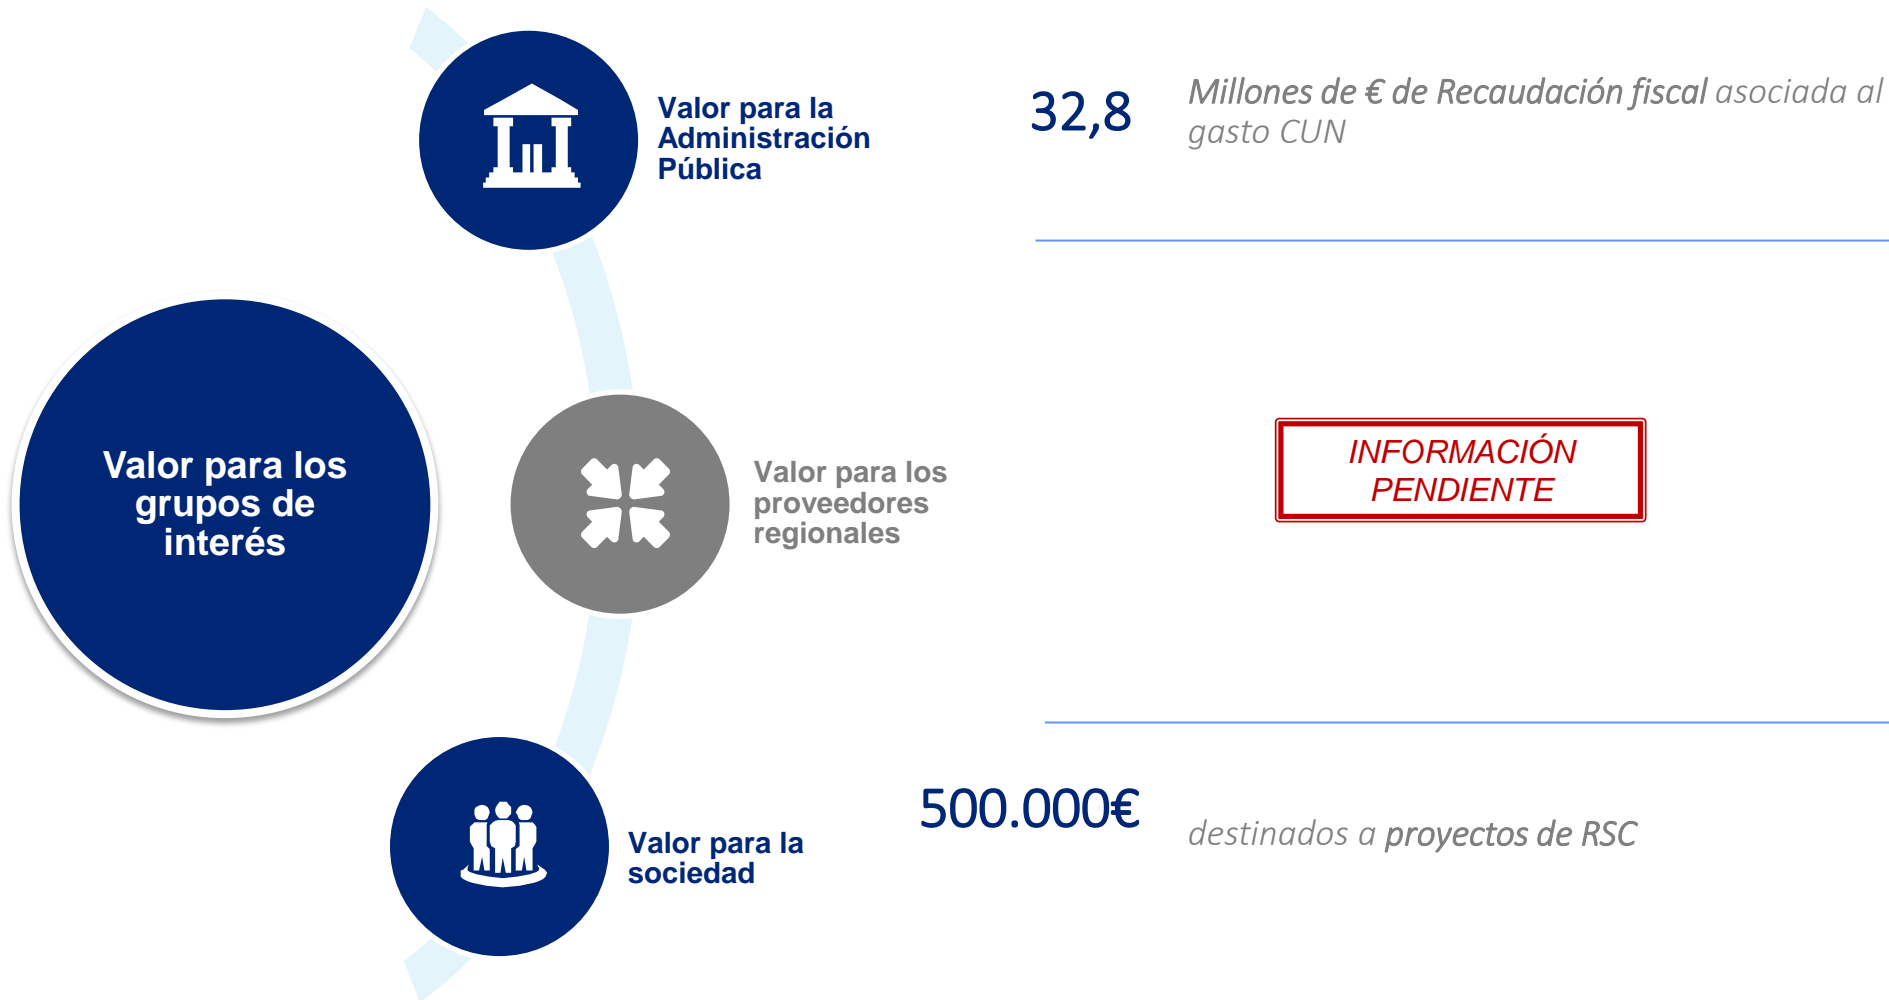 Valor para los
grupos de
interés
Valor para la
Administración
Pública
32,8
Millones de € de Recaudación fiscal asociada al
gasto CUN
Valor para los
proveedores
regionales
INFORMACIÓN
PENDIENTE
Valor para la
sociedad
500.000€
destinados a proyectos de RSC